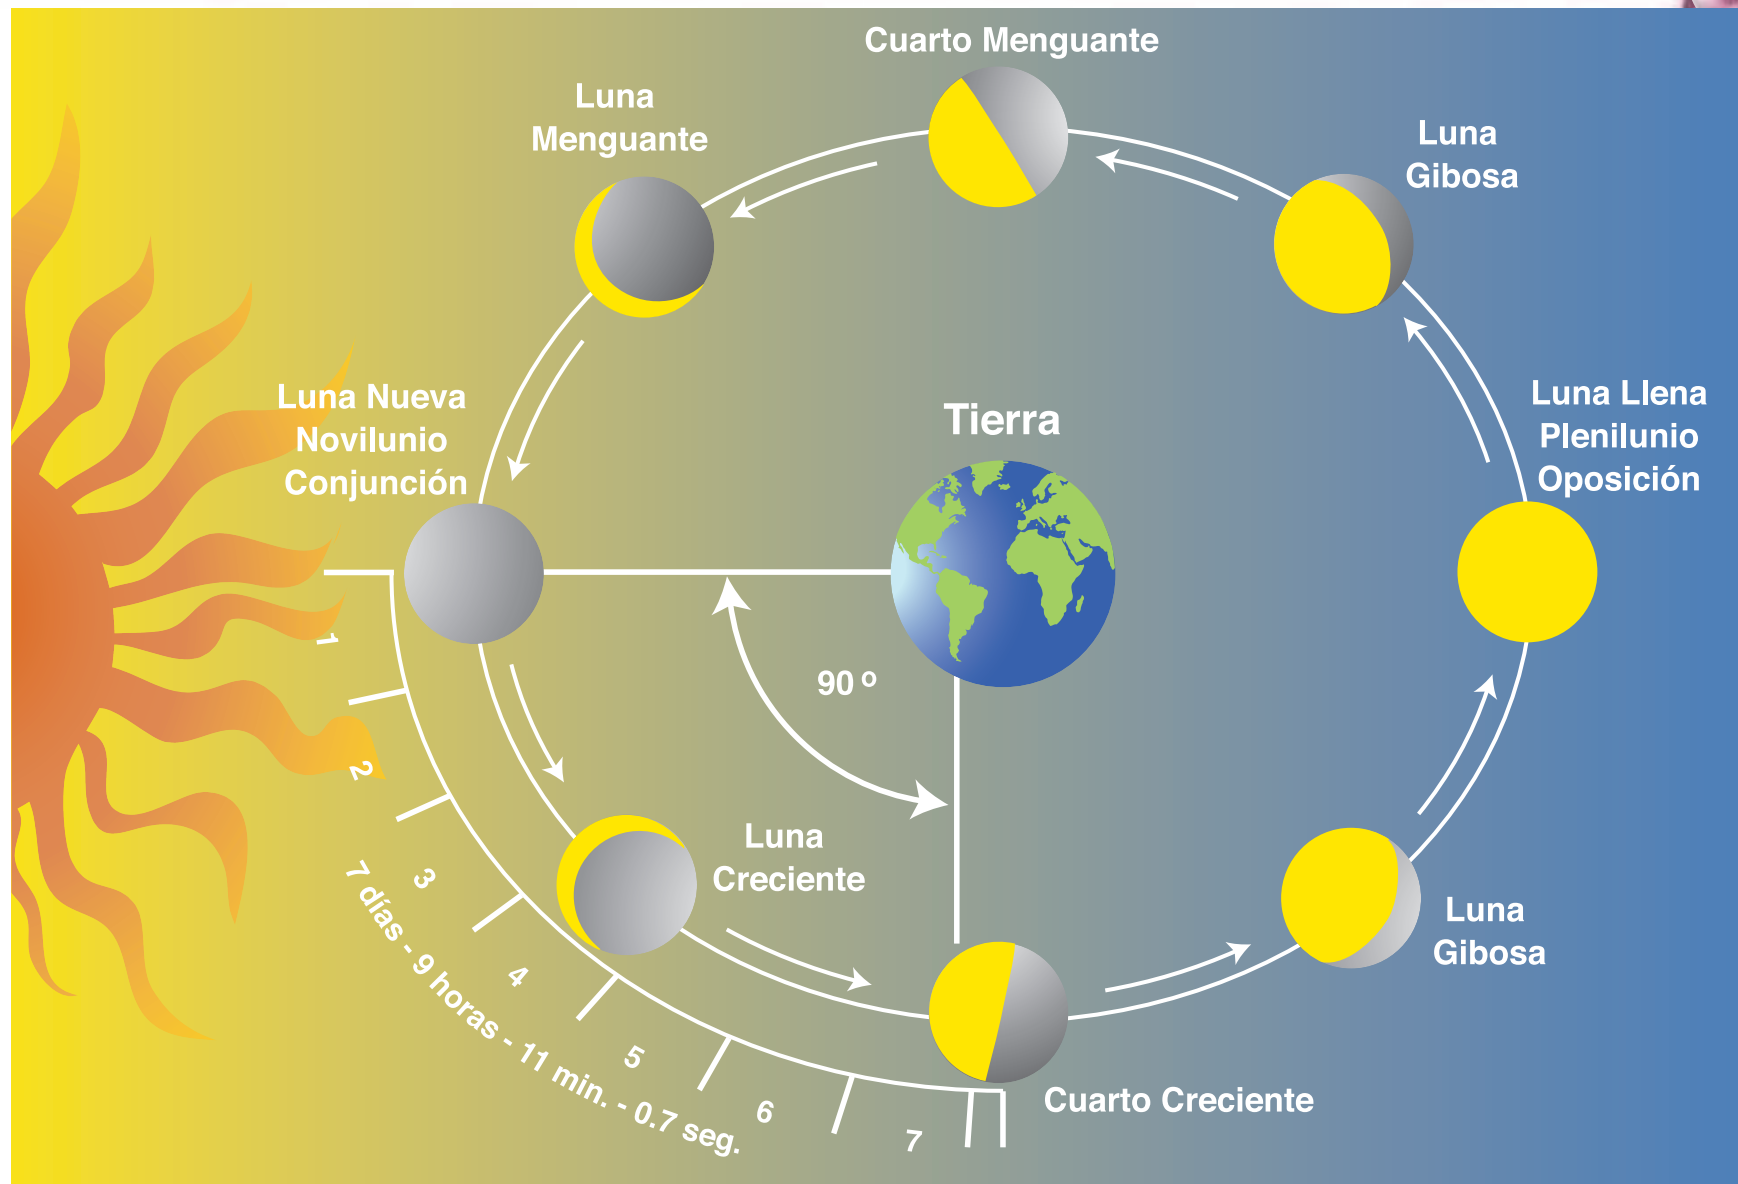 Cuarto Menguante
Luna
Menguante
Luna
Gibosa
Luna Nueva
Novilunio
Conjunción
Tierra
Luna Llena
Plenilunio
Oposición
90 º
1
2
3
4
5
6
7
7 días - 9 horas - 11 min. - 0.7 seg.
Luna
Creciente
Luna
Gibosa
Cuarto Creciente